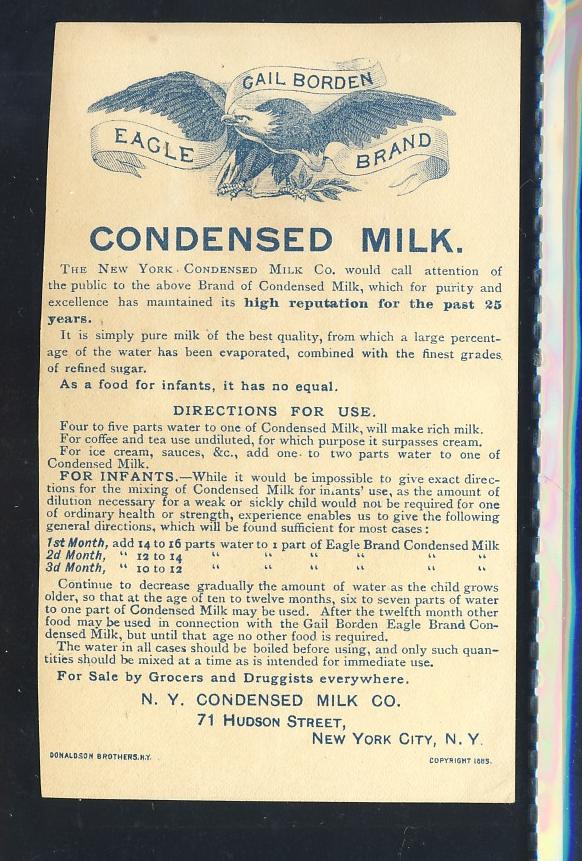 GAIL BORDEN
EAGLE BRAND
CONDENSED MILK.
THE NEW YORK CONDENSED MILK CO. would call attention of
the public to the above Brand of Condensed Milk, which for purity and
excellence has maintained its high reputation for the past 25
years.
It is simply pure milk of the best quality, from which a large percent-
age of the water has been evaporated, combined with the finest grades
of refined sugar.
As a food for infants, it has no equal.
DIRECTIONS FOR USE.
Four to five parts water to one of Condensed Milk, will make rich milk.
For coffee and tea use undiluted, for which purpose it surpasses cream.
For ice cream, sauces, &c., add one to two parts water to one of
Condensed Milk.
FOR INFANTS.—While it would be impossible to give exact direc-
tions for the mixing of Condensed Milk for infants' use, as the amount of
dilution necessary for a weak or sickly child would not be required for one
of ordinary health or strength, experience enables us to give the following
general directions, which will be found sufficient for most cases:
1st Month, add 14 to 16 parts water to 1 part of Eagle Brand Condensed Milk
2d Month, " 12 to 14 " " " " " "
3d Month, " 10 to 12 " " " " " "
Continue to decrease gradually the amount of water as the child grows
older, so that at the age of ten to twelve months, six to seven parts of water
to one part of Condensed Milk may be used. After the twelfth month other
food may be used in connection with the Gail Borden Eagle Brand Con-
densed Milk, but until that age no other food is required.
The water in all cases should be boiled before using, and only such quan-
tities should be mixed at a time as is intended for immediate use.
For Sale by Grocers and Druggists everywhere.
N. Y. CONDENSED MILK CO.
71 HUDSON STREET,
NEW YORK CITY, N. Y.
DONALDSON BROTHERS, N.Y. COPYRIGHT 1885.